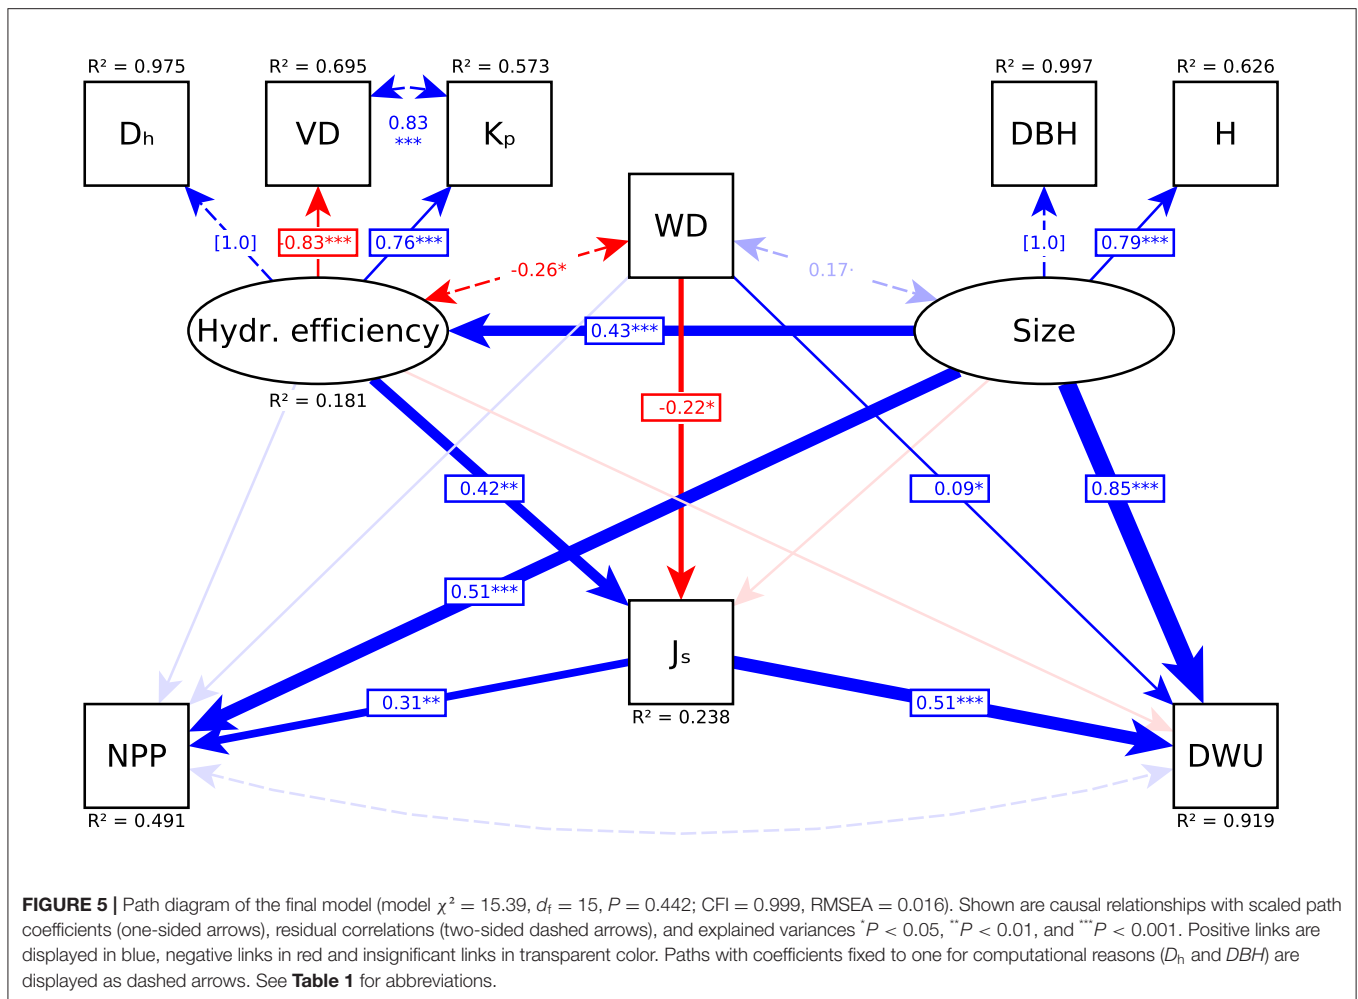 R² = 0.975
R² = 0.695
R² = 0.573
R² = 0.997
R² = 0.626
Dh
VD
0.83
***
Kp
DBH
H
WD
[1.0]
-0.83***
0.76***
-0.26*
0.17·
[1.0]
0.79***
Hydr. efficiency
0.43***
Size
R² = 0.181
-0.22*
0.42**
0.09*
0.85***
0.51***
Js
0.31**
0.51***
R² = 0.238
NPP
DWU
R² = 0.491
R² = 0.919
FIGURE 5 | Path diagram of the final model (model χ² = 15.39, df = 15, P = 0.442; CFI = 0.999, RMSEA = 0.016). Shown are causal relationships with scaled path
coefficients (one-sided arrows), residual correlations (two-sided dashed arrows), and explained variances *P < 0.05, **P < 0.01, and ***P < 0.001. Positive links are
displayed in blue, negative links in red and insignificant links in transparent color. Paths with coefficients fixed to one for computational reasons (Dh and DBH) are
displayed as dashed arrows. See Table 1 for abbreviations.